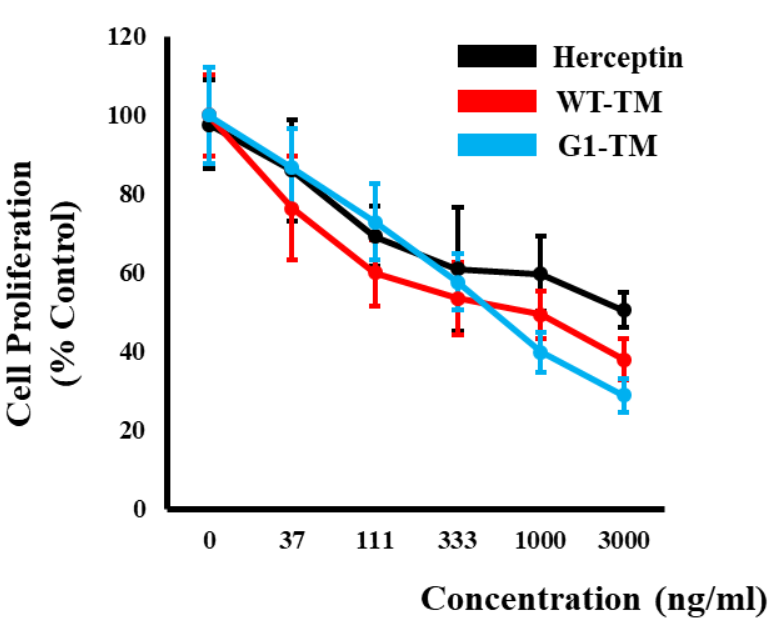 120
100
80
60
40
20
0
Cell Proliferation
(% Control)
Herceptin
WT-TM
G1-TM
0 37 111 333 1000 3000
Concentration (ng/ml)